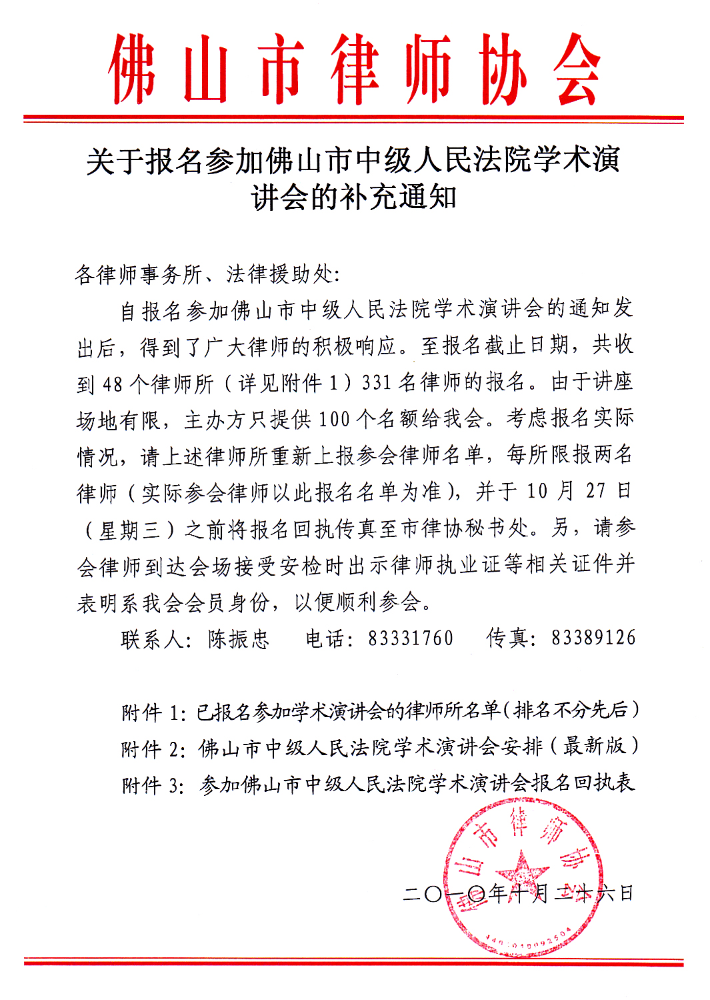 佛山市律师协会
关于报名参加佛山市中级人民法院学术演
讲会的补充通知
各律师事务所、法律援助处：
自报名参加佛山市中级人民法院学术演讲会的通知发
出后，得到了广大律师的积极响应。至报名截止日期，共收
到 48 个律师所（详见附件 1）331 名律师的报名。由于讲座
场地有限，主办方只提供 100 个名额给我会。考虑报名实际
情况，请上述律师所重新上报参会律师名单，每所限报两名
律师（实际参会律师以此报名名单为准），并于 10 月 27 日
（星期三）之前将报名回执传真至市律协秘书处。另，请参
会律师到达会场接受安检时出示律师执业证等相关证件并
表明系我会会员身份，以便顺利参会。
联系人：陈振忠 电话：83331760 传真：83389126
附件 1：已报名参加学术演讲会的律师所名单（排名不分先后）
附件 2：佛山市中级人民法院学术演讲会安排（最新版）
附件 3：参加佛山市中级人民法院学术演讲会报名回执表
佛山市律师协会
二〇一〇年十月二十六日